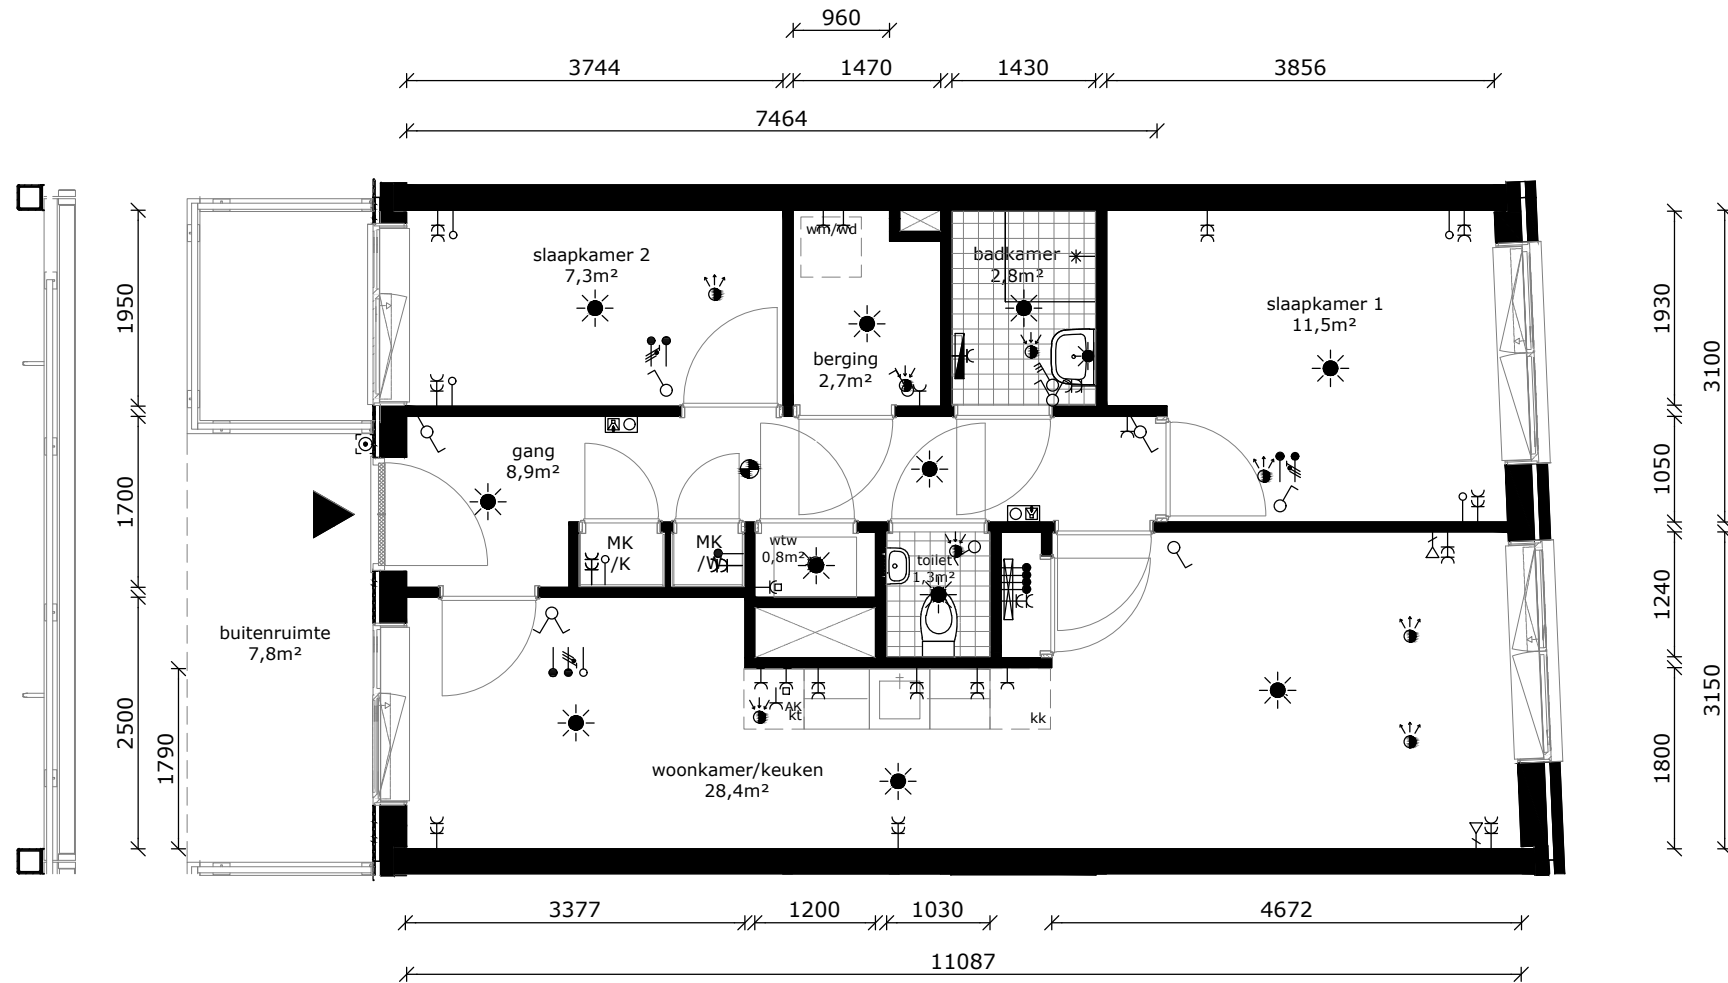 960
3744
1470
1430
3856
7464
wm/wd
slaapkamer 2
7,3m²
badkamer
2,8m²
slaapkamer 1
11,5m²
berging
2,7m²
gang
8,9m²
MK
/K
MK
/W
wtw
0,8m²
toilet
1,3m²
buitenruimte
7,8m²
AK
kt
kk
woonkamer/keuken
28,4m²
1950
1700
2500
1790
1930
3100
1050
1240
3150
1800
3377
1200
1030
4672
11087